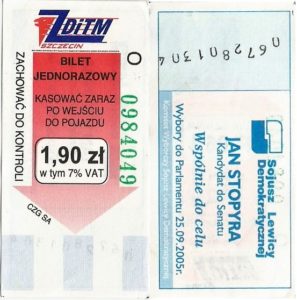 ZDiTM
SZCZECIN
BILET
JEDNORAZOWY
KASOWAĆ ZARAZ
PO WEJŚCIU
DO POJAZDU
1,90 zł
w tym 7% VAT
ZACHOWAĆ DO KONTROLI
CZG SA
O 0984049
Sojusz Lewicy
Demokratycznej
JAN STOPYRA
Kandydat do Senatu
Wspólnie do celu
Wybory do Parlamentu 25.09.2005r.